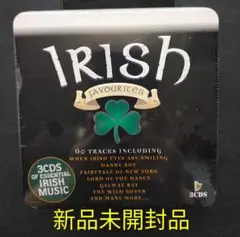 IRISH
FAVOURITES
60 TRACKS INCLUDING
WHEN IRISH EYES ARE SMILING
DANNY BOY
FAIRYTALE OF NEW YORK
LORD OF THE DANCE
GALWAY BAY
THE WILD ROVER
AND MANY MORE...
3CDS
OF ESSENTIAL
IRISH
MUSIC
3CDS
新品未開封品